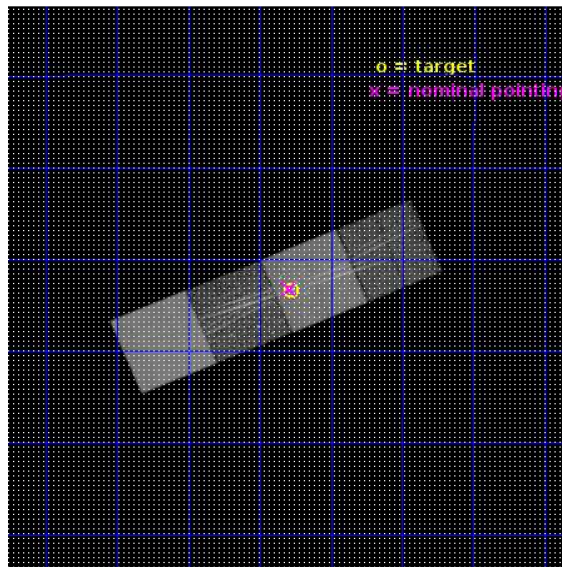 o = target
x = nominal pointing